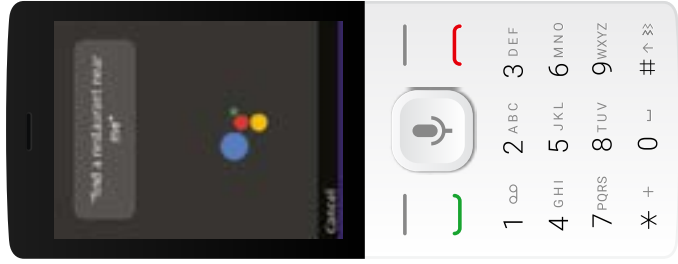 "find a restaurant near
me"
Cancel
1
2 ABC
3 DEF
4 GHI
5 JKL
6 MNO
7 PQRS
8 TUV
9 WXYZ
* +
0
#